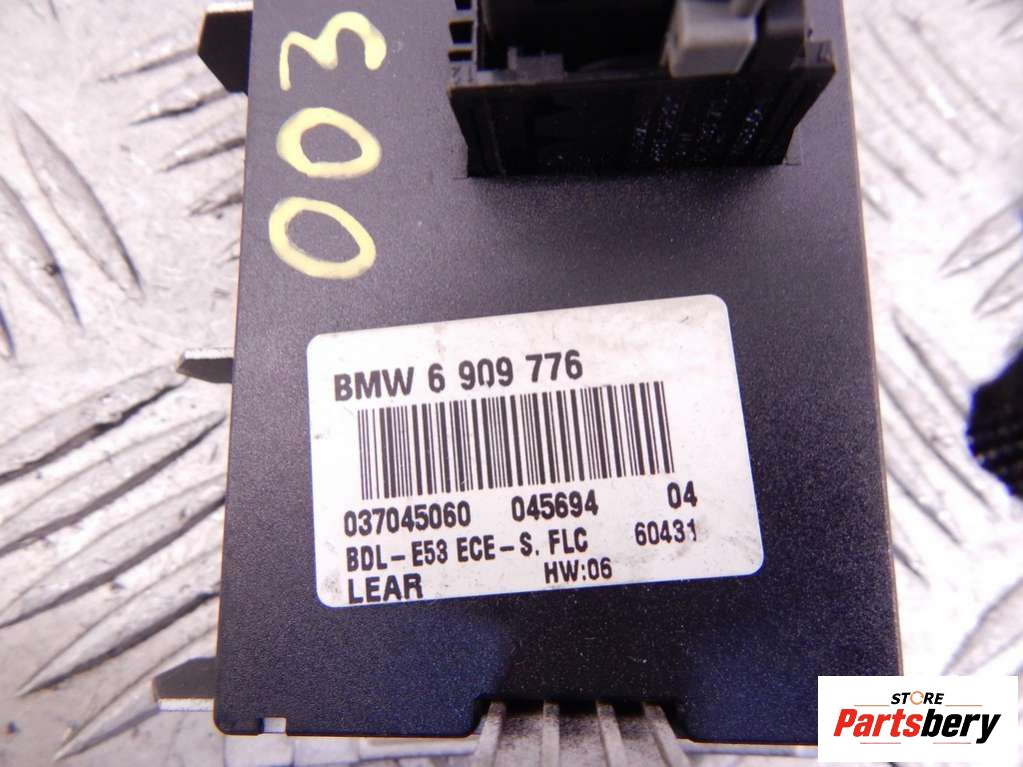 003
BMW 6 909 776
037045060 045694 04
BDL-E53 ECE-S. FLC 60431
LEAR HW:06
STORE
Partsbery